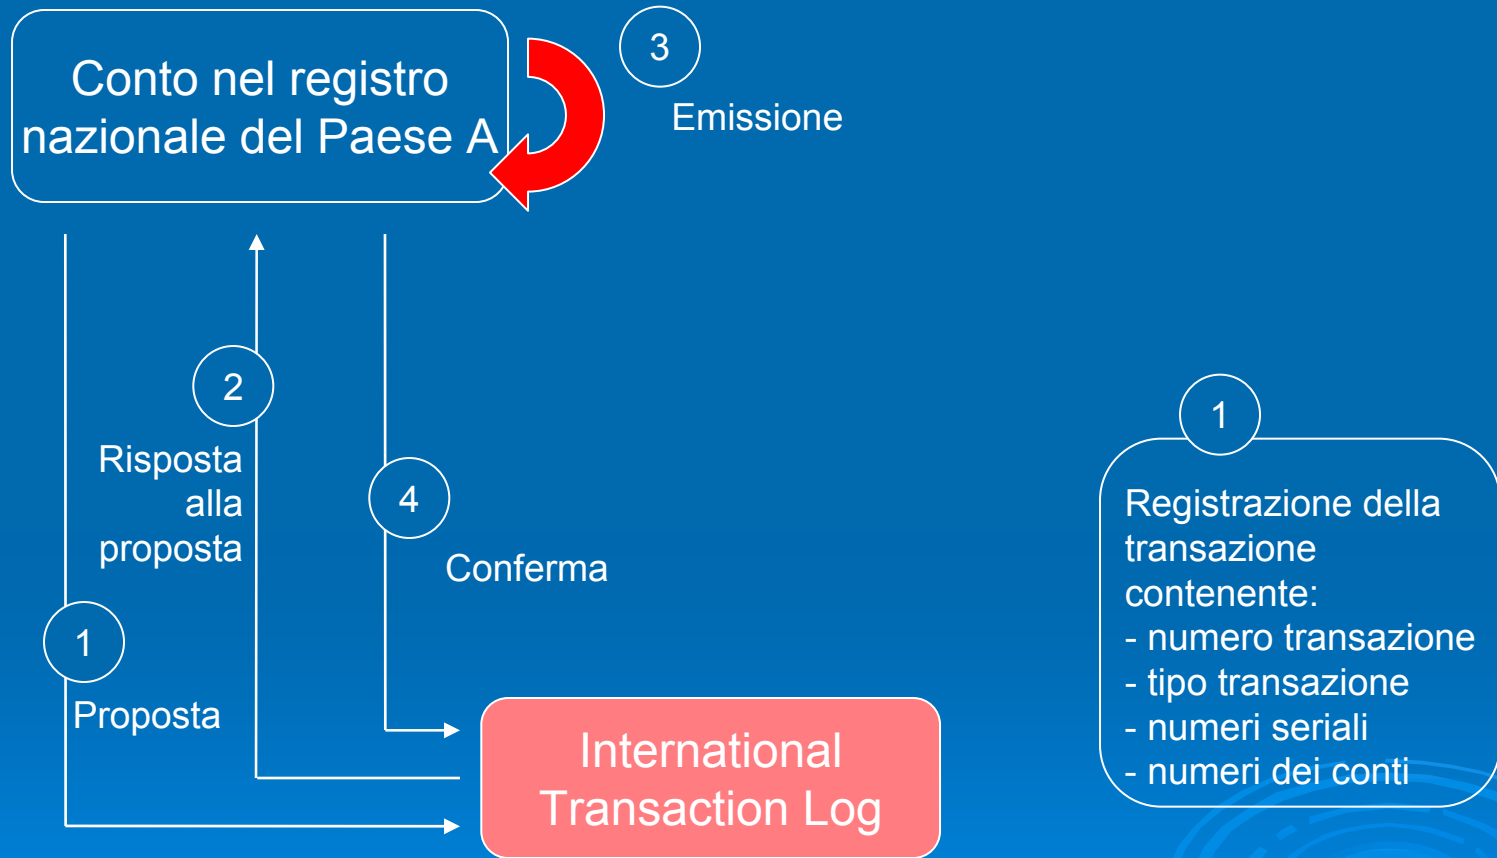 Conto nel registro
nazionale del Paese A
3
Emissione
2
Risposta
alla
proposta
4
Conferma
1
Proposta
International
Transaction Log
1
Registrazione della
transazione
contenente:
- numero transazione
- tipo transazione
- numeri seriali
- numeri dei conti